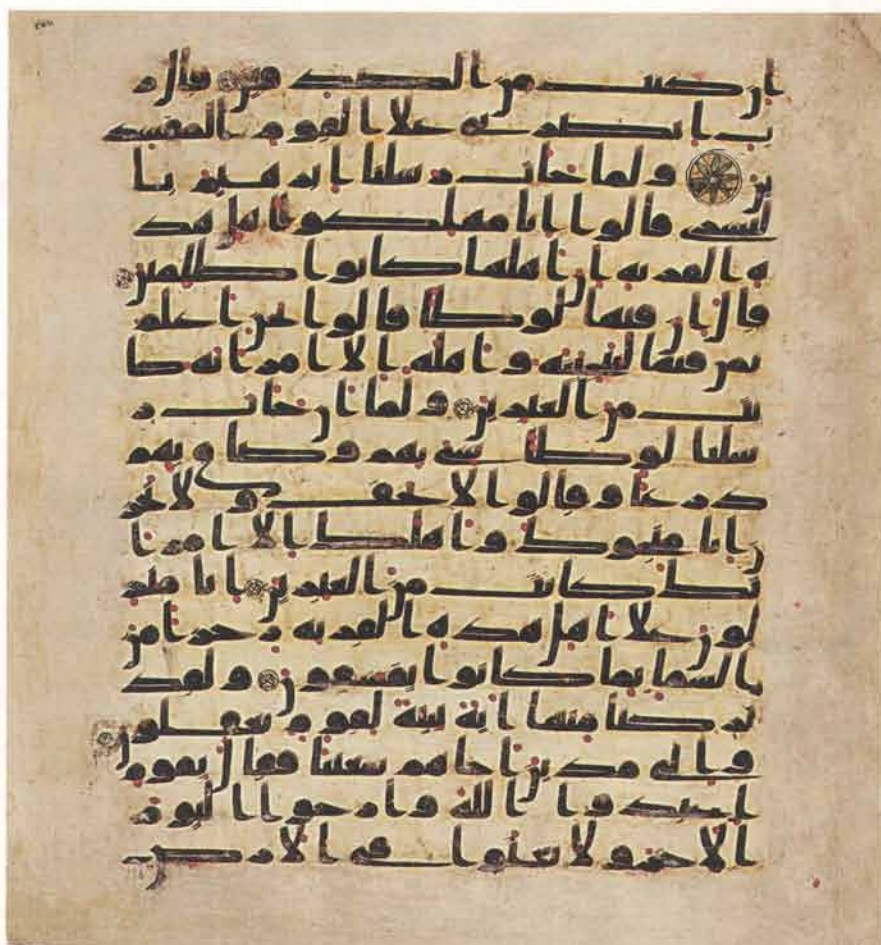 ان كنت من الصدقين قال ر
ب انصرني على القوم المفسد
ين ولما جات رسلنا ابرهيم با
لبشرى قالوا انا مهلكوا اهل هذ
ه القرية ان اهلها كانوا ظلمين
قال ان فيها لوطا قالوا نحن اعلم
بمن فيها لننجينه واهله الا امراته كا
نت من الغبرين ولما ان جات ر
سلنا لوطا سي بهم وضاق بهم
ذرعا وقالوا لا تخف ولا تحز
ن انا منجوك واهلك الا امرا
تك كانت من الغبرين انا منز
لون على اهل هذه القرية رجزا من
السما بما كانوا يفسقون ولقد
تركنا منها اية بينة لقوم يعقلون
والى مدين اخاهم شعيبا فقال يقوم
اعبدوا الله وارجوا اليوم
الاخر ولا تعثوا في الارض